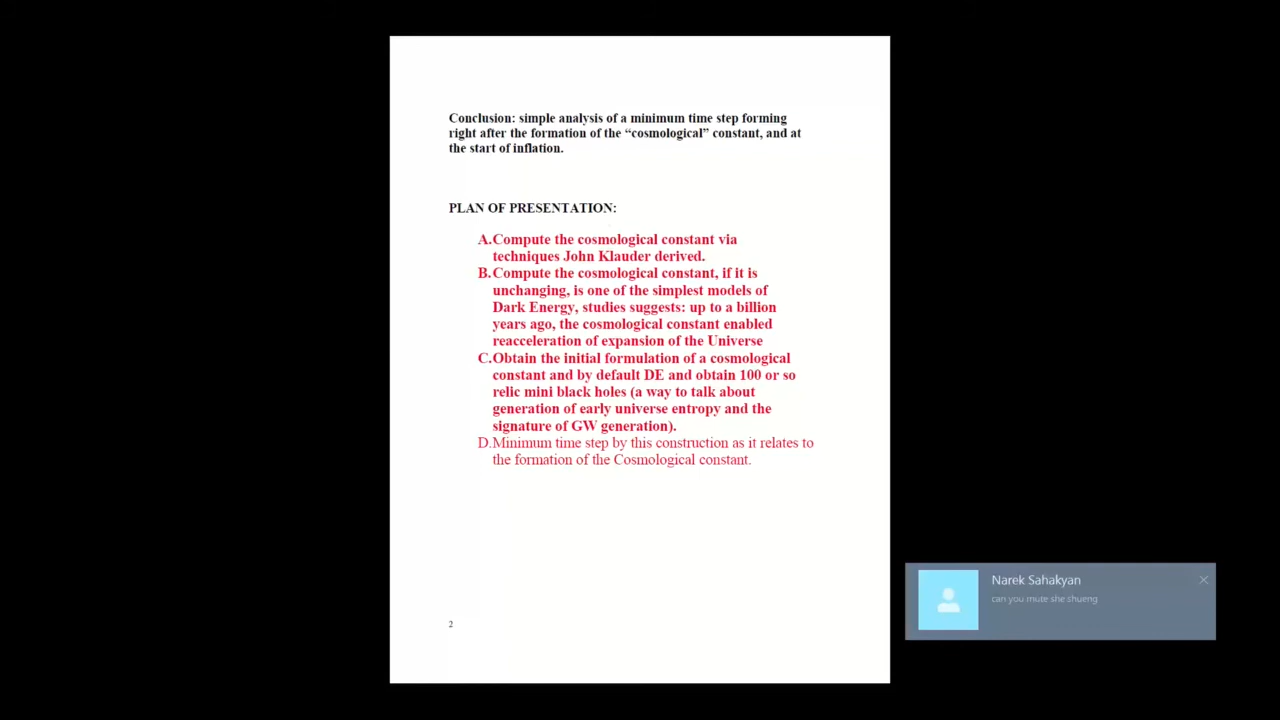 Conclusion: simple analysis of a minimum time step forming
right after the formation of the “cosmological” constant, and at
the start of inflation.
PLAN OF PRESENTATION:
A.Compute the cosmological constant via
techniques John Klauder derived.
B.Compute the cosmological constant, if it is
unchanging, is one of the simplest models of
Dark Energy, studies suggests: up to a billion
years ago, the cosmological constant enabled
reacceleration of expansion of the Universe
C.Obtain the initial formulation of a cosmological
constant and by default DE and obtain 100 or so
relic mini black holes (a way to talk about
generation of early universe entropy and the
signature of GW generation).
D.Minimum time step by this construction as it relates to
the formation of the Cosmological constant.
Narek Sahakyan
can you mute she shueng
2